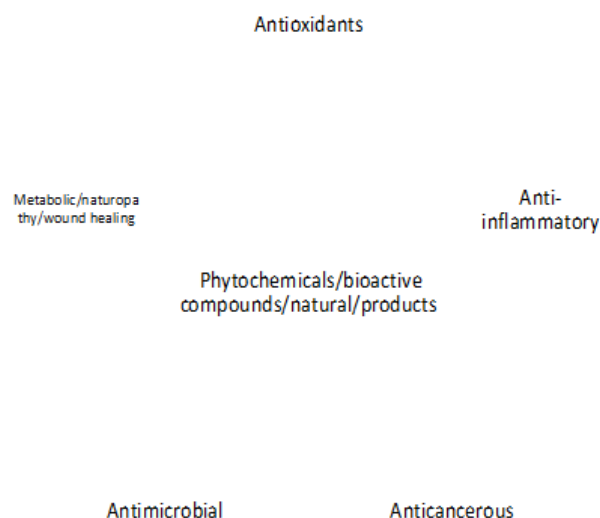 Antioxidants
Metabolic/naturopa
thy/wound healing
Anti-
inflammatory
Phytochemicals/bioactive
compounds/natural/products
Antimicrobial
Anticancerous